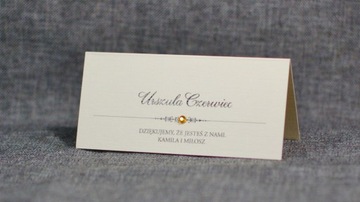 Urszula Czerwiec
DZIĘKUJEMY, ŻE JESTEŚ Z NAMI.
KAMILA I MIŁOSZ